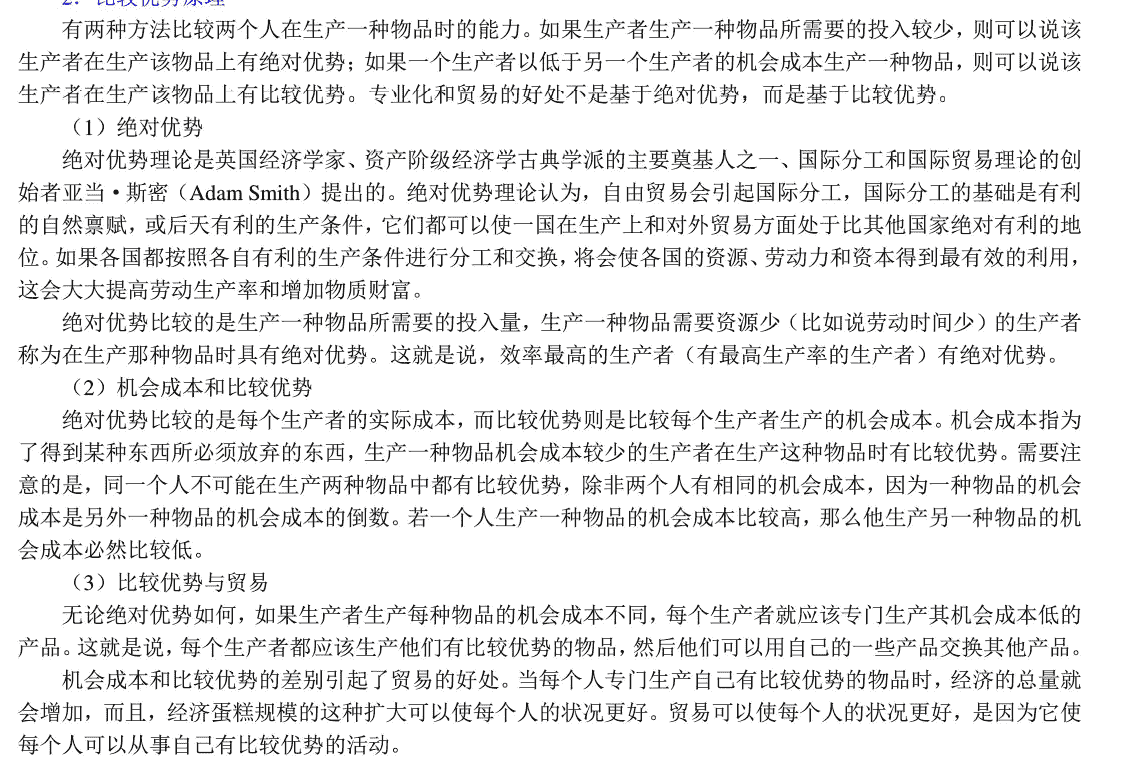 2．比较优势原理
有两种方法比较两个人在生产一种物品时的能力。如果生产者生产一种物品所需要的投入较少，则可以说该
生产者在生产该物品上有绝对优势；如果一个生产者以低于另一个生产者的机会成本生产一种物品，则可以说该
生产者在生产该物品上有比较优势。专业化和贸易的好处不是基于绝对优势，而是基于比较优势。
（1）绝对优势
绝对优势理论是英国经济学家、资产阶级经济学古典学派的主要奠基人之一、国际分工和国际贸易理论的创
始者亚当·斯密（Adam Smith）提出的。绝对优势理论认为，自由贸易会引起国际分工，国际分工的基础是有利
的自然禀赋，或后天有利的生产条件，它们都可以使一国在生产上和对外贸易方面处于比其他国家绝对有利的地
位。如果各国都按照各自有利的生产条件进行分工和交换，将会使各国的资源、劳动力和资本得到最有效的利用，
这会大大提高劳动生产率和增加物质财富。
绝对优势比较的是生产一种物品所需要的投入量，生产一种物品需要资源少（比如说劳动时间少）的生产者
称为在生产那种物品时具有绝对优势。这就是说，效率最高的生产者（有最高生产率的生产者）有绝对优势。
（2）机会成本和比较优势
绝对优势比较的是每个生产者的实际成本，而比较优势则是比较每个生产者生产的机会成本。机会成本指为
了得到某种东西所必须放弃的东西，生产一种物品机会成本较少的生产者在生产这种物品时有比较优势。需要注
意的是，同一个人不可能在生产两种物品中都有比较优势，除非两个人有相同的机会成本，因为一种物品的机会
成本是另外一种物品的机会成本的倒数。若一个人生产一种物品的机会成本比较高，那么他生产另一种物品的机
会成本必然比较低。
（3）比较优势与贸易
无论绝对优势如何，如果生产者生产每种物品的机会成本不同，每个生产者就应该专门生产其机会成本低的
产品。这就是说，每个生产者都应该生产他们有比较优势的物品，然后他们可以用自己的一些产品交换其他产品。
机会成本和比较优势的差别引起了贸易的好处。当每个人专门生产自己有比较优势的物品时，经济的总量就
会增加，而且，经济蛋糕规模的这种扩大可以使每个人的状况更好。贸易可以使每个人的状况更好，是因为它使
每个人可以从事自己有比较优势的活动。